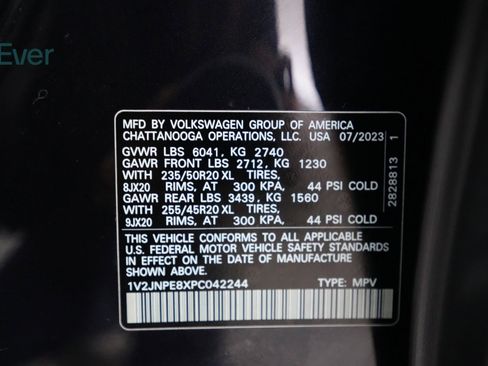 Ever
MFD BY VOLKSWAGEN GROUP OF AMERICA
CHATTANOOGA OPERATIONS, LLC. USA 07/2023
GVWR LBS 6041, KG 2740
GAWR FRONT LBS 2712, KG 1230
WITH 235/50R20 XL TIRES,
8JX20 RIMS, AT 300 KPA, 44 PSI COLD
GAWR REAR LBS 3439, KG 1560
WITH 255/45R20 XL TIRES,
9JX20 RIMS, AT 300 KPA, 44 PSI COLD
THIS VEHICLE CONFORMS TO ALL APPLICABLE
U.S. FEDERAL MOTOR VEHICLE SAFETY STANDARDS
IN EFFECT ON THE DATE OF MANUFACTURE
SHOWN ABOVE.
1V2JNPE8XPC042244 TYPE: MPV
2828813 1